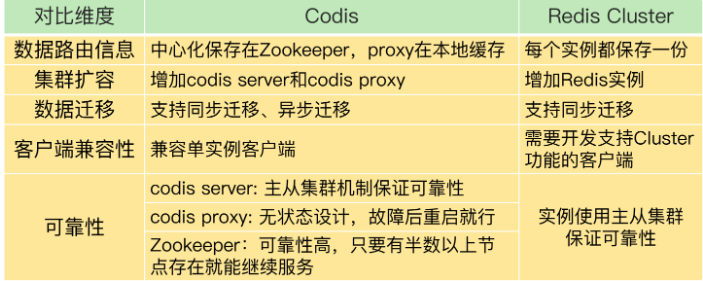 对比维度 Codis Redis Cluster
数据路由信息 中心化保存在Zookeeper，proxy在本地缓存 每个实例都保存一份
集群扩容 增加codis server和codis proxy 增加Redis实例
数据迁移 支持同步迁移、异步迁移 支持同步迁移
客户端兼容性 兼容单实例客户端 需要开发支持Cluster
功能的客户端
可靠性
codis server: 主从集群机制保证可靠性
codis proxy: 无状态设计，故障后重启就行
Zookeeper：可靠性高，只要有半数以上节
点存在就能继续服务
实例使用主从集群
保证可靠性